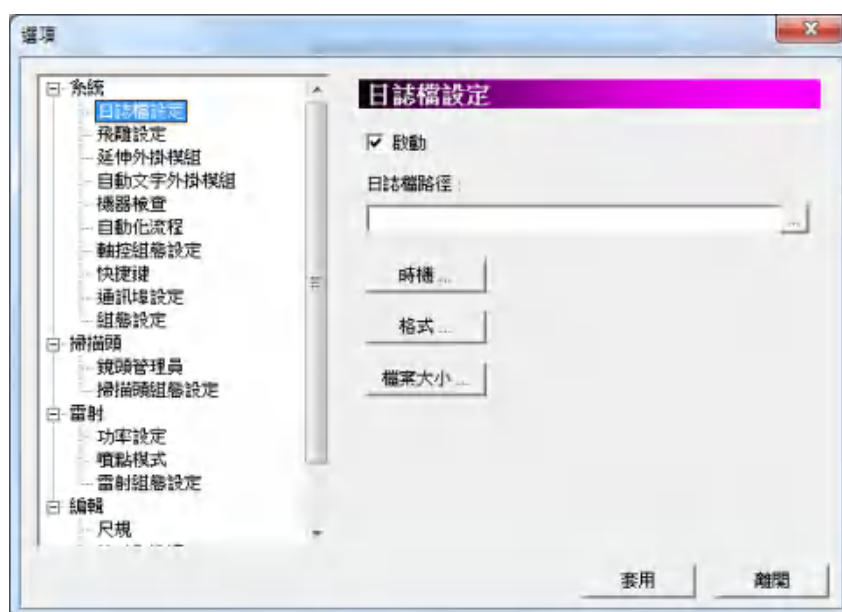 選項
系統
日誌檔設定
飛雕設定
延伸外掛模組
自動文字外掛模組
機器檢查
自動化流程
軸控組態設定
快捷鍵
通訊埠設定
組態設定
掃描頭
鏡頭管理員
掃描頭組態設定
雷射
功率設定
噴點模式
雷射組態設定
編輯
尺規
日誌檔設定
啟動
日誌檔路徑 :
...
時機 ...
格式 ...
檔案大小 ...
套用
離開